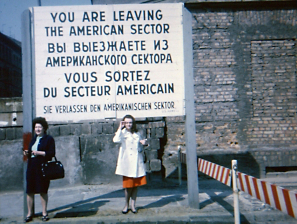 YOU ARE LEAVING
THE AMERICAN SECTOR
ВЫ ВЫЕЗЖАЕТЕ ИЗ
АМЕРИКАНСКОГО СЕКТОРА
VOUS SORTEZ
DU SECTEUR AMÉRICAIN
SIE VERLASSEN DEN AMERIKANISCHEN SEKTOR